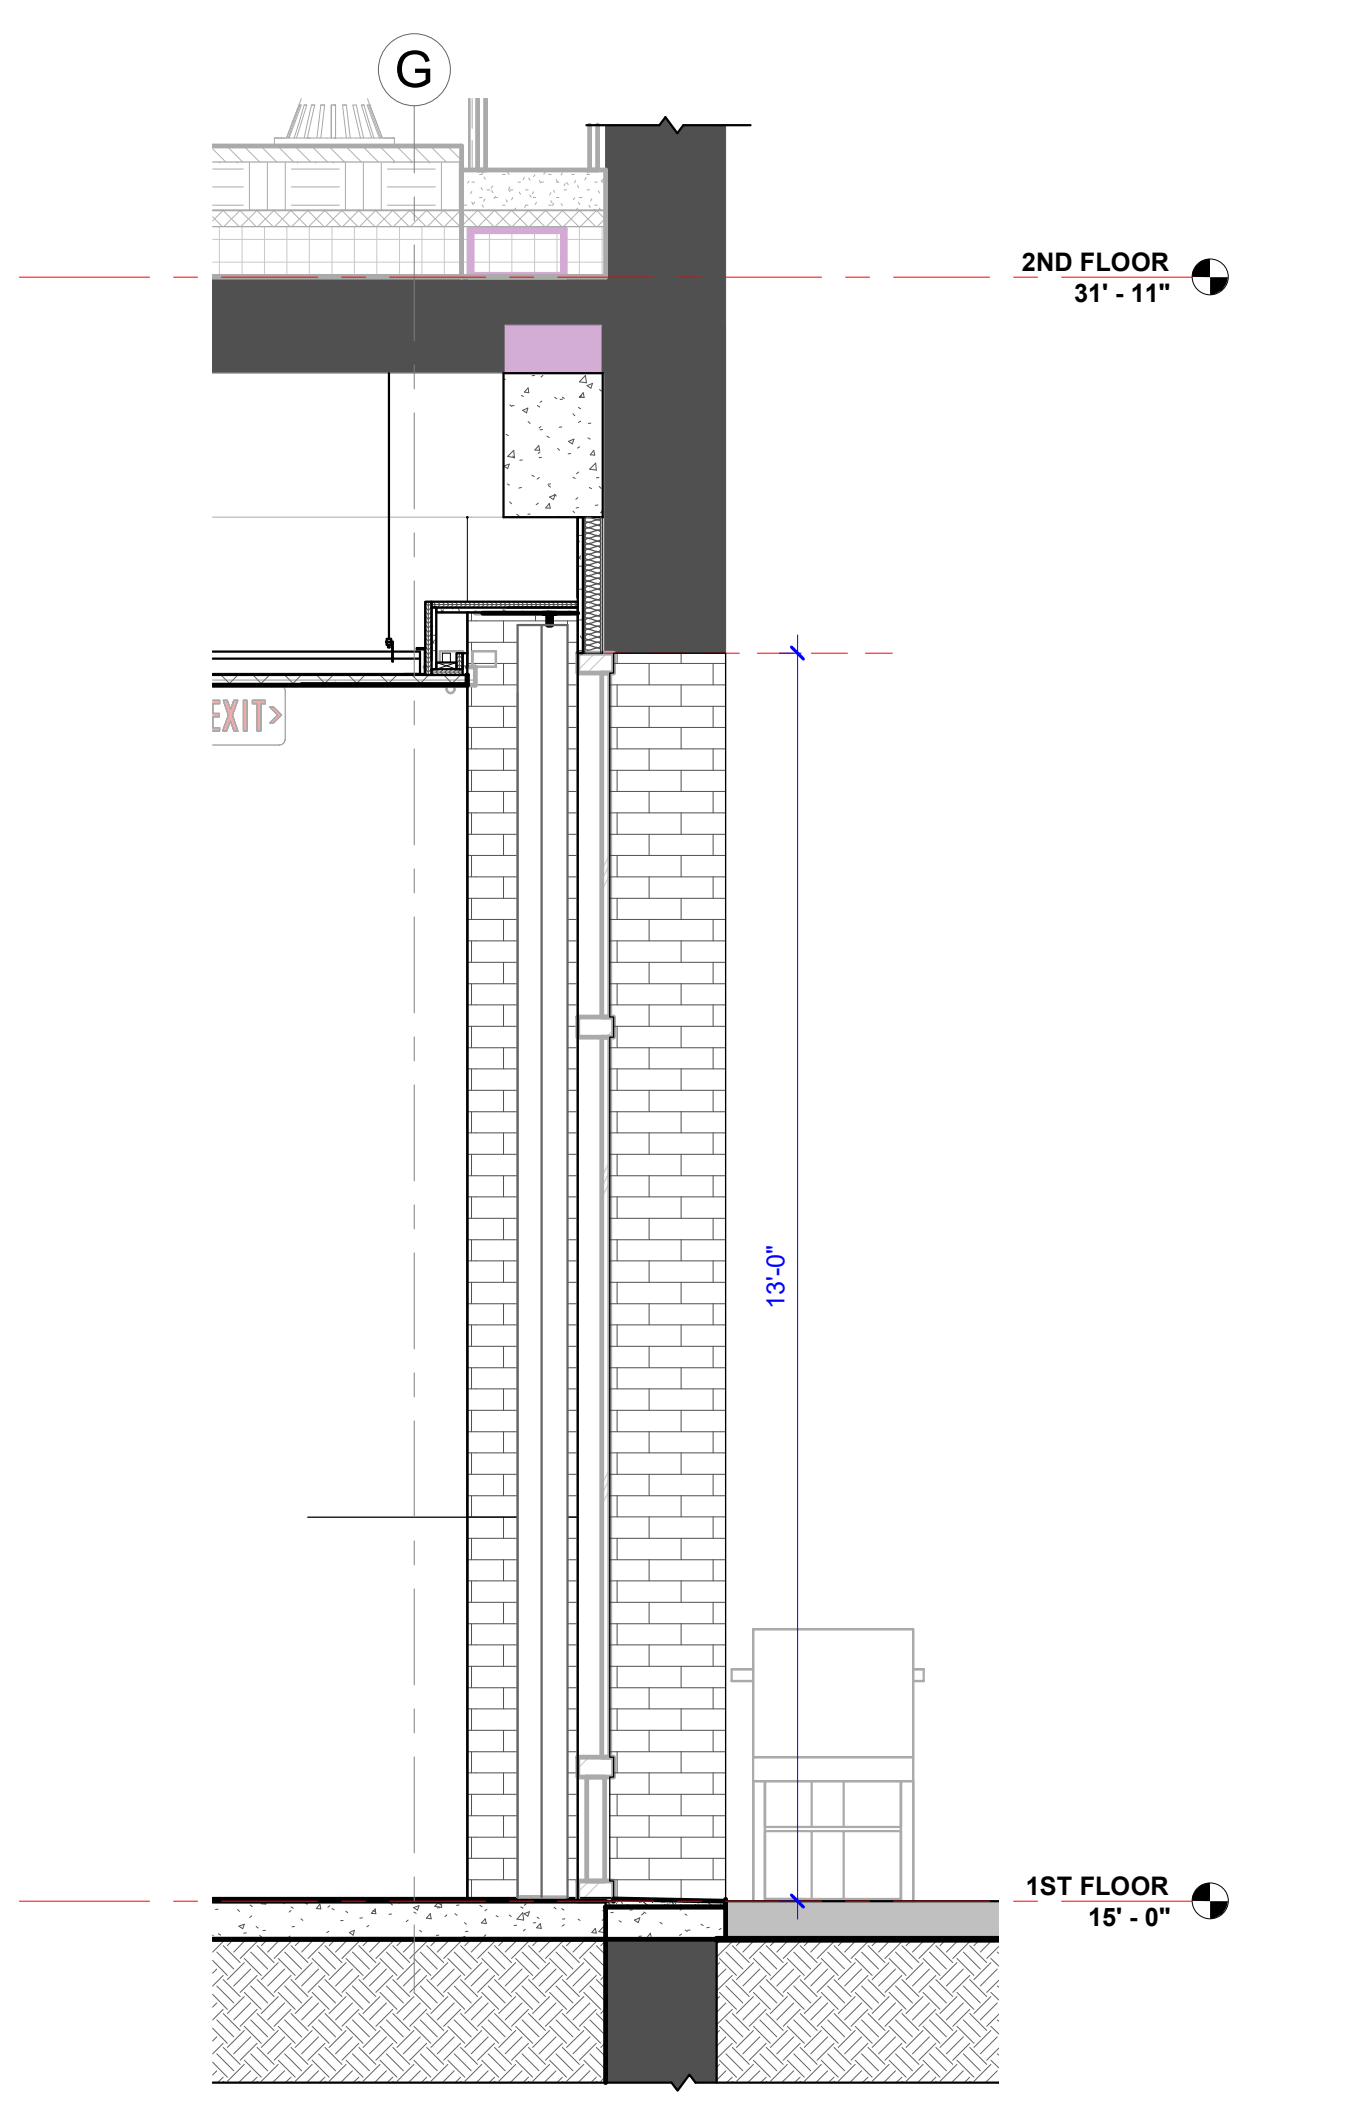 G
2ND FLOOR
31' - 11"
EXIT
13'-0"
1ST FLOOR
15' - 0"